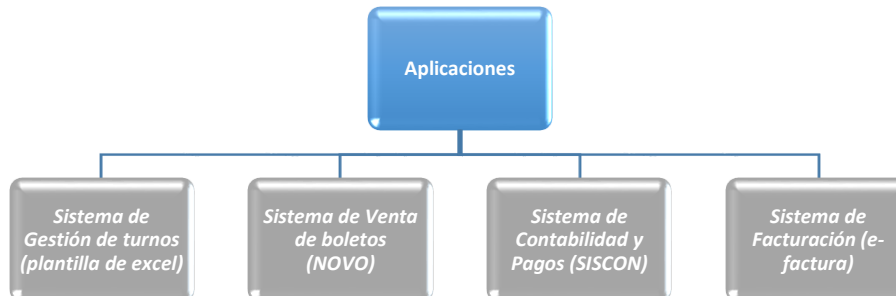 Aplicaciones
Sistema de
Gestión de turnos
(plantilla de excel)
Sistema de Venta
de boletos
(NOVO)
Sistema de
Contabilidad y
Pagos (SISCON)
Sistema de
Facturación (e-
factura)